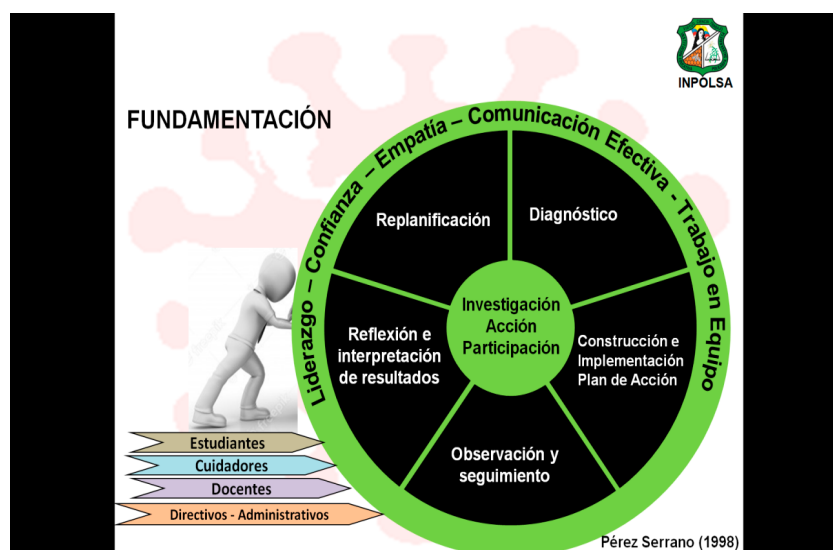 INPOLSA
FUNDAMENTACIÓN
Liderazgo – Confianza – Empatía – Comunicación Efectiva - Trabajo en Equipo
Replanificación
Diagnóstico
Investigación
Acción
Participación
Reflexión e
interpretación
de resultados
Construcción e
Implementación
Plan de Acción
Observación y
seguimiento
Estudiantes
Cuidadores
Docentes
Directivos - Administrativos
Pérez Serrano (1998)